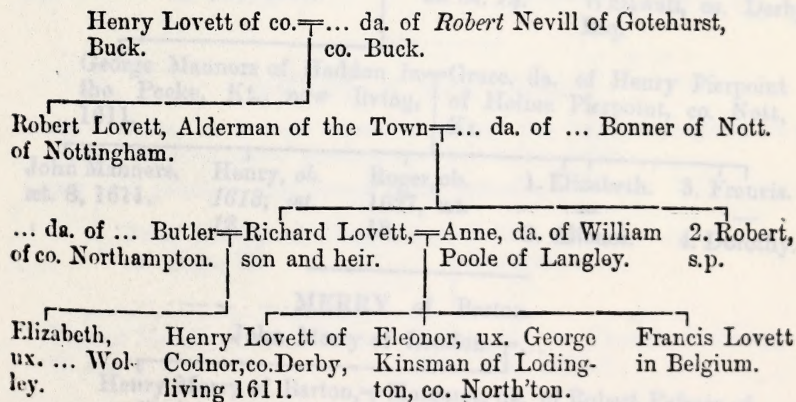 Henry Lovett of co. ... da. of Robert Nevill of Gotehurst,
Buck. co. Buck.
Robert Lovett, Alderman of the Town ... da. of ... Bonner of Nott.
of Nottingham.
... da. of ... Butler Richard Lovett, Anne, da. of William 2. Robert,
of co. Northampton. son and heir. Poole of Langley. s.p.
Elizabeth, Henry Lovett of Eleonor, ux. George Francis Lovett
ux. ... Wol- Codnor, co. Derby, Kinsman of Loding- in Belgium.
ley. living 1611. ton, co. North'ton.